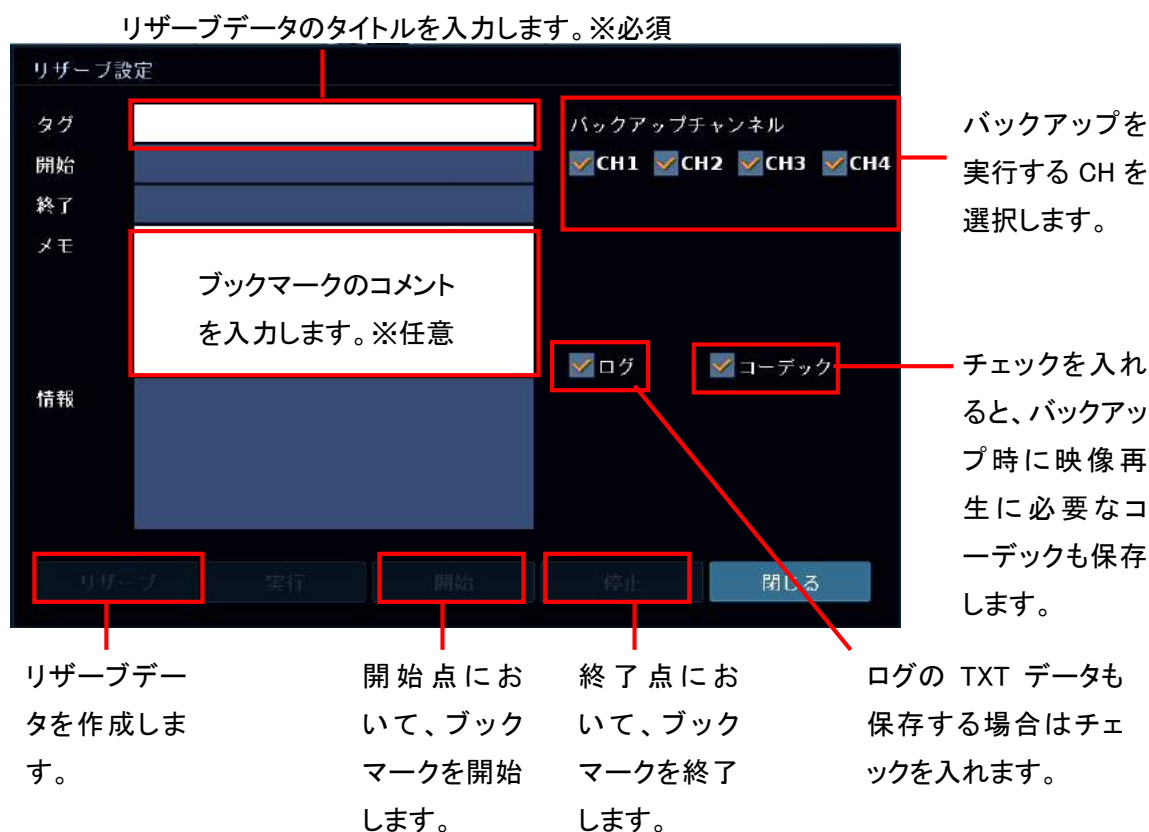 リザーブデータのタイトルを入力します。※必須
リザーブ設定
タグ
開始
終了
メモ
ブックマークのコメント
を入力します。※任意
情報
バックアップチャンネル
CH1 CH2 CH3 CH4
ログ コーデック
リザーブ 実行 開始 停止 閉じる
バックアップを
実行する CH を
選択します。
チェックを入れ
ると、バックアッ
プ時に映像再
生に必要なコ
ーデックも保存
します。
リザーブデー
タを作成しま
す。
開始点にお
いて、ブック
マークを開始
します。
終了点にお
いて、ブック
マークを終了
します。
ログの TXT データも
保存する場合はチェ
ックを入れます。